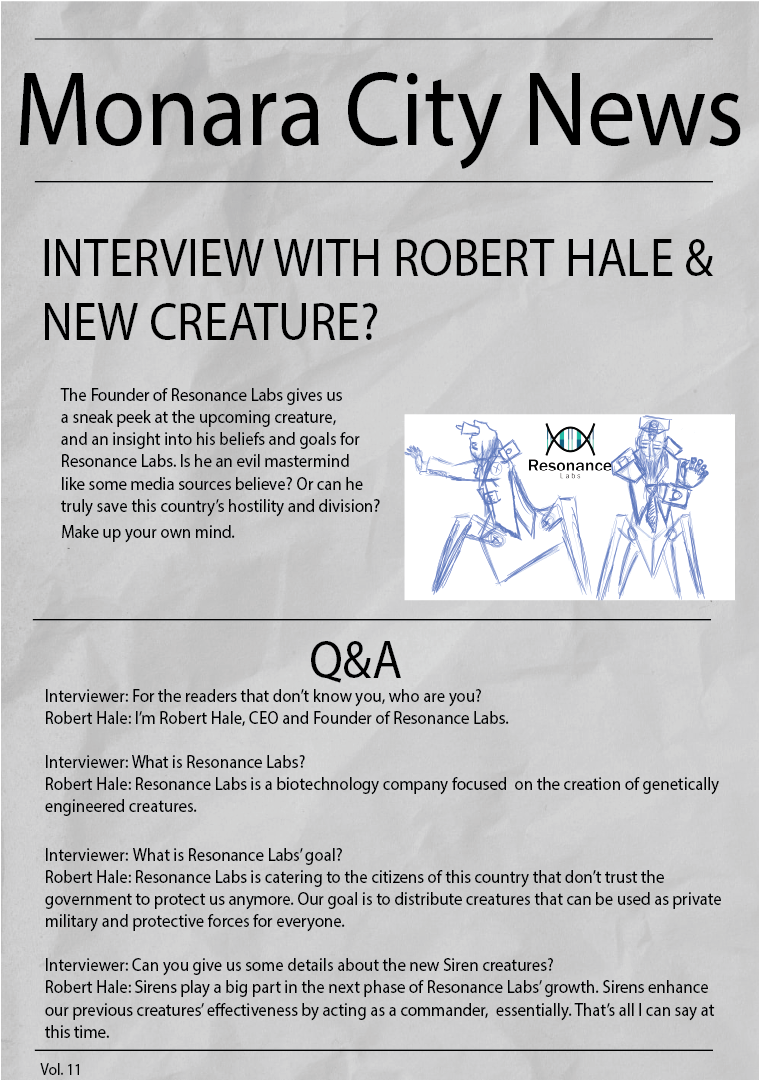 Monara City News
INTERVIEW WITH ROBERT HALE &
NEW CREATURE?
The Founder of Resonance Labs gives us
a sneak peek at the upcoming creature,
and an insight into his beliefs and goals for
Resonance Labs. Is he an evil mastermind
like some media sources believe? Or can he
truly save this country’s hostility and division?
Make up your own mind.
Resonance
Labs
Q&A
Interviewer: For the readers that don’t know you, who are you?
Robert Hale: I’m Robert Hale, CEO and Founder of Resonance Labs.
Interviewer: What is Resonance Labs?
Robert Hale: Resonance Labs is a biotechnology company focused  on the creation of genetically
engineered creatures.
Interviewer: What is Resonance Labs’ goal?
Robert Hale: Resonance Labs is catering to the citizens of this country that don’t trust the
government to protect us anymore. Our goal is to distribute creatures that can be used as private
military and protective forces for everyone.
Interviewer: Can you give us some details about the new Siren creatures?
Robert Hale: Sirens play a big part in the next phase of Resonance Labs’ growth. Sirens enhance
our previous creatures’ effectiveness by acting as a commander,  essentially. That’s all I can say at
this time.
Vol. 11